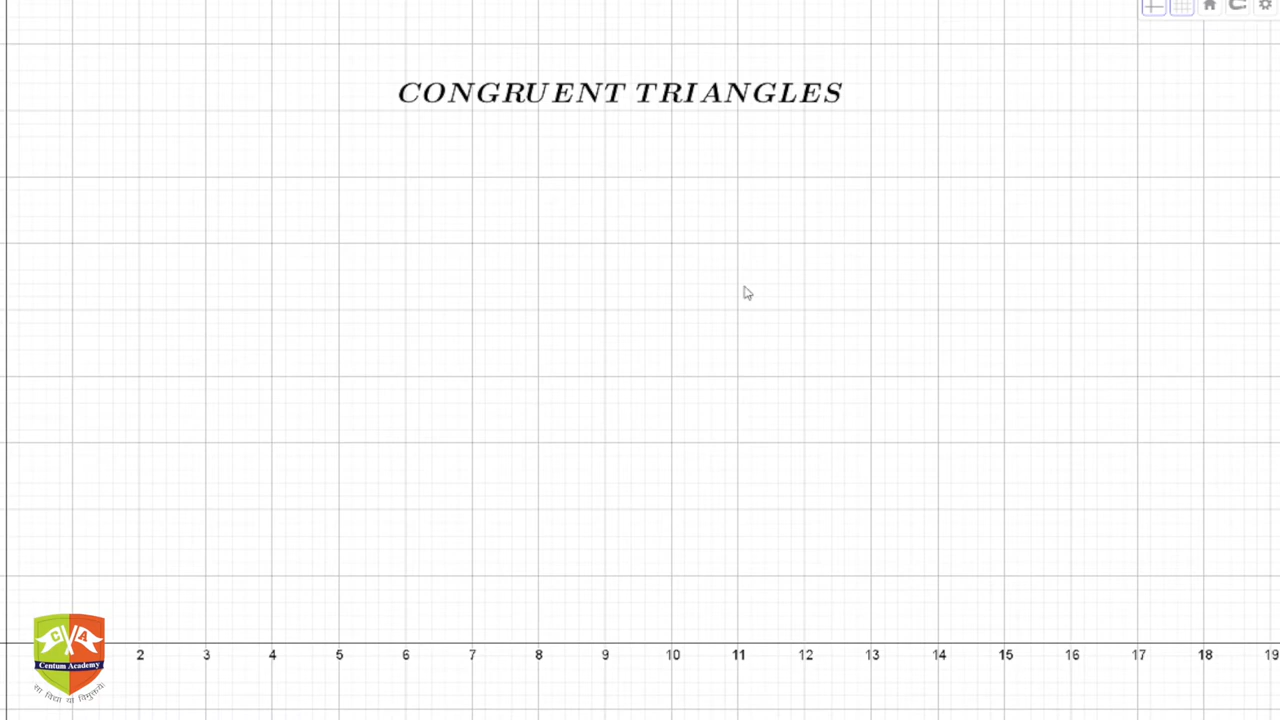 CONGRUENT TRIANGLES
2 3 4 5 6 7 8 9 10 11 12 13 14 15 16 17 18 19
C A
Centum Academy
सा विद्या या विमुक्तये